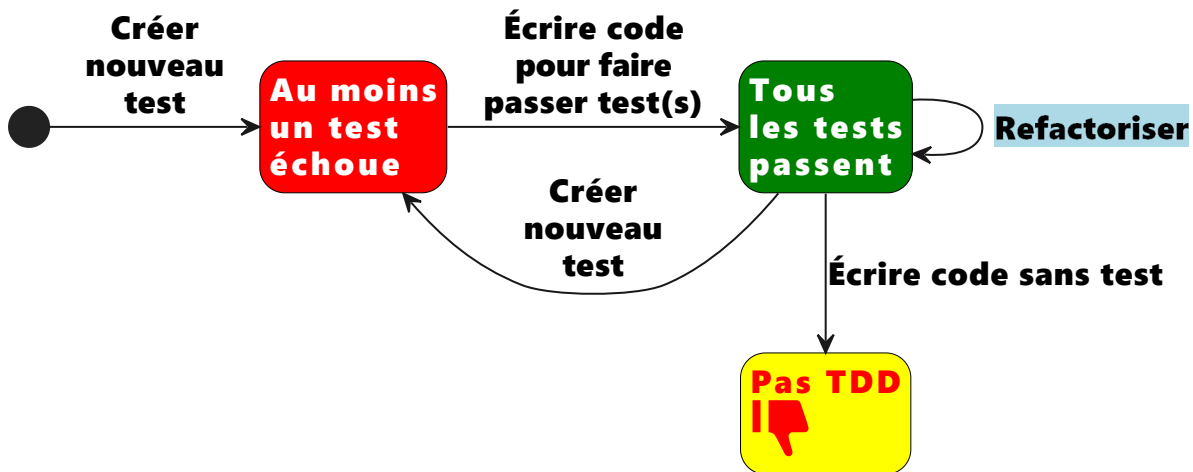 Créer
nouveau
test
Au moins
un test
échoue
Écrire code
pour faire
passer test(s)
Tous
les tests
passent
Refactoriser
Créer
nouveau
test
Écrire code sans test
Pas TDD